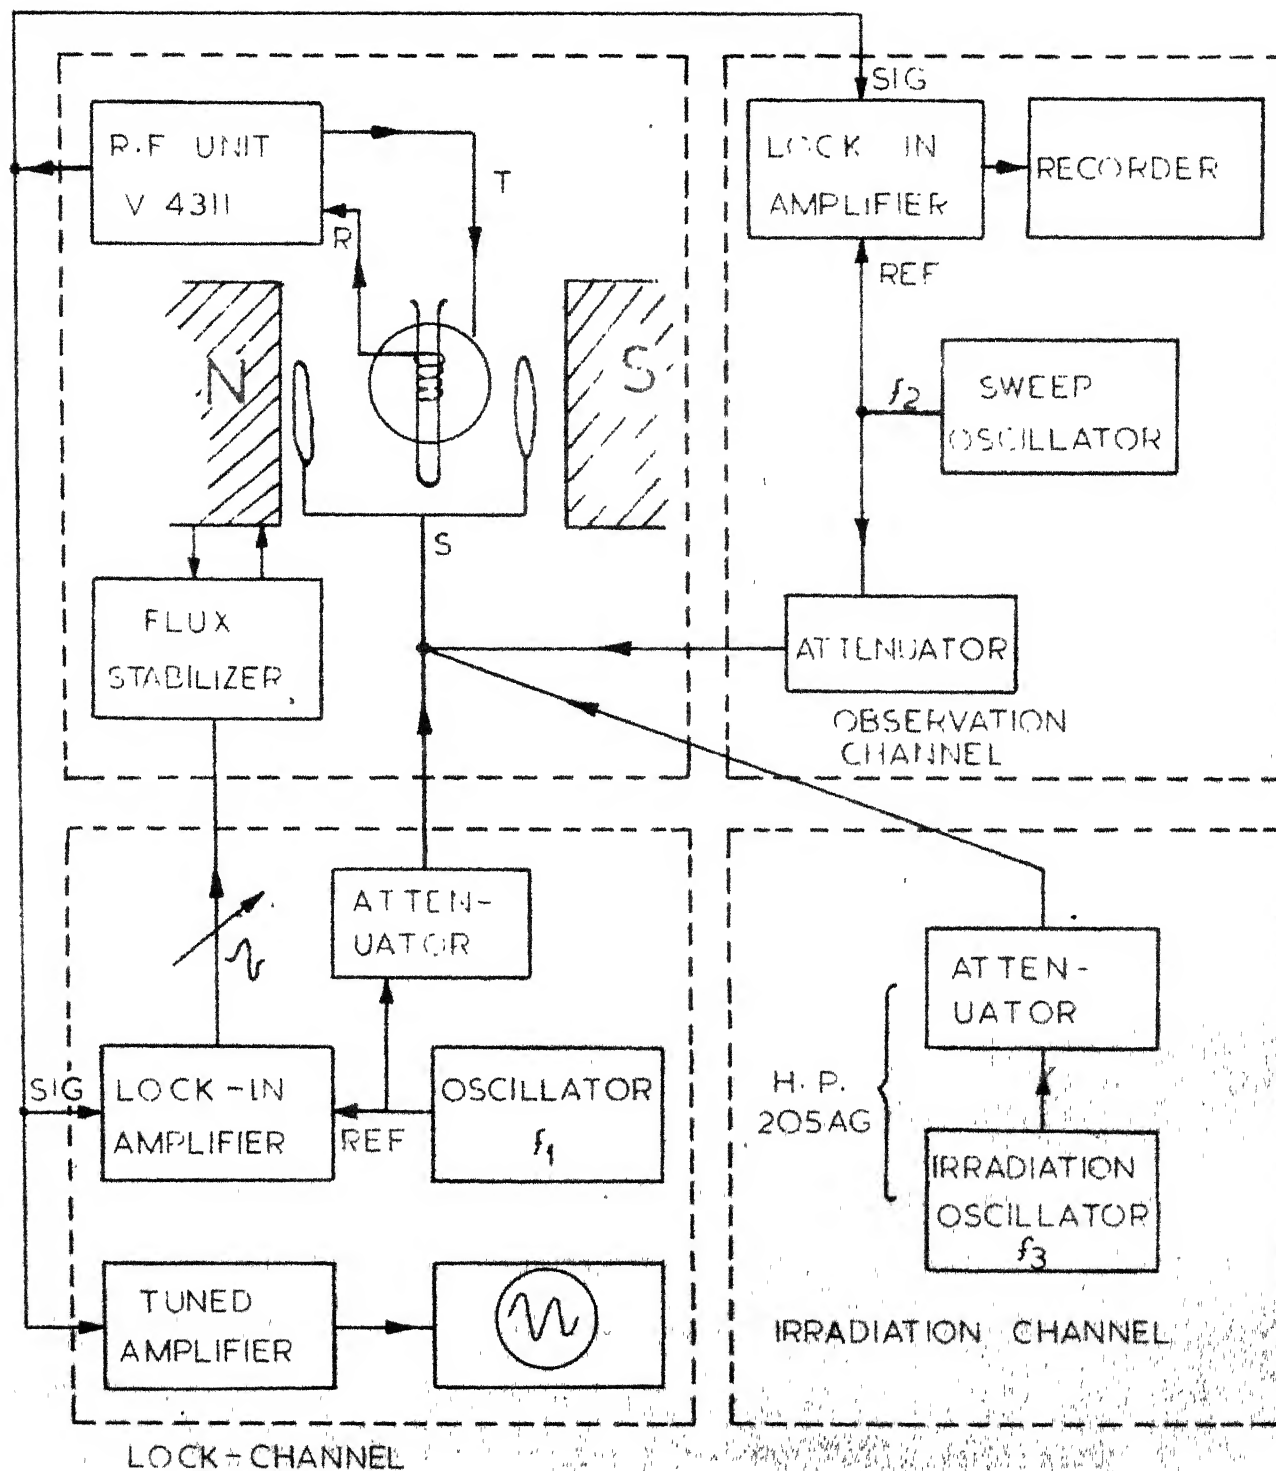 R.F UNIT
V 4311
T
R
N
S
S
FLUX
STABILIZER
SIG
LOCK IN
AMPLIFIER
RECORDER
REF
f2
SWEEP
OSCILLATOR
ATTENUATOR
OBSERVATION
CHANNEL
ATTEN-
UATOR
SIG
LOCK-IN
AMPLIFIER
REF
OSCILLATOR
f1
TUNED
AMPLIFIER
LOCK-CHANNEL
ATTEN-
UATOR
H.P.
205AG
IRRADIATION
OSCILLATOR
f3
IRRADIATION CHANNEL